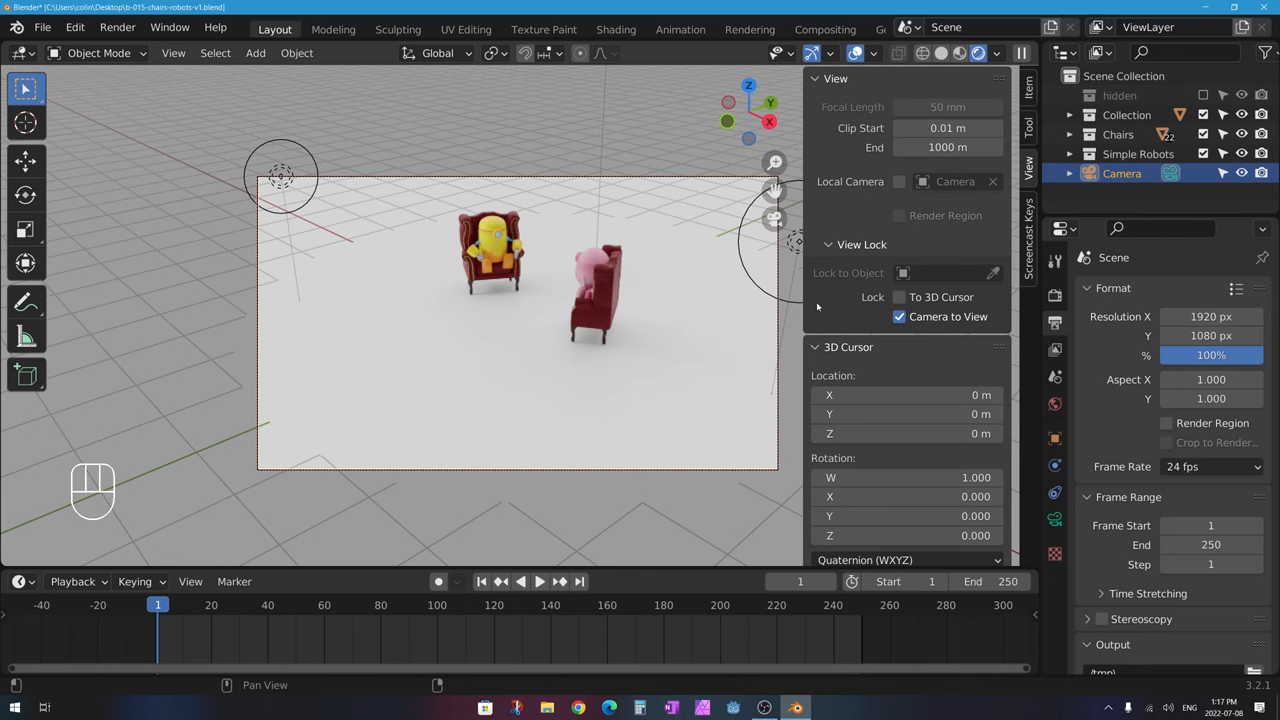 Blender* [C:\Users\colin\Desktop\b-015-chairs-robots-v1.blend]
File Edit Render Window Help Layout Modeling Sculpting UV Editing Texture Paint Shading Animation Rendering Compositing Ge Scene ViewLayer
Object Mode View Select Add Object Global
Z
Y
X
View
Focal Length 50 mm
Clip Start 0.01 m
End 1000 m
Local Camera Camera
Render Region
View Lock
Lock to Object
Lock To 3D Cursor
Camera to View
3D Cursor
Location:
X 0 m
Y 0 m
Z 0 m
Rotation:
W 1.000
X 0.000
Y 0.000
Z 0.000
Quaternion (WXYZ)
Item
Tool
View
Screencast Keys
Scene Collection
hidden
Collection
Chairs 22
Simple Robots
Camera
Scene
Format
Resolution X 1920 px
Y 1080 px
% 100%
Aspect X 1.000
Y 1.000
Render Region
Crop to Render...
Frame Rate 24 fps
Frame Range
Frame Start 1
End 250
Step 1
Time Stretching
Stereoscopy
Output
/tmp\
Playback Keying View Marker 1 Start 1 End 250
-40 -20 1 20 40 60 80 100 120 140 160 180 200 220 240 260 280 300
Pan View 3.2.1
ENG 1:17 PM
2022-07-08